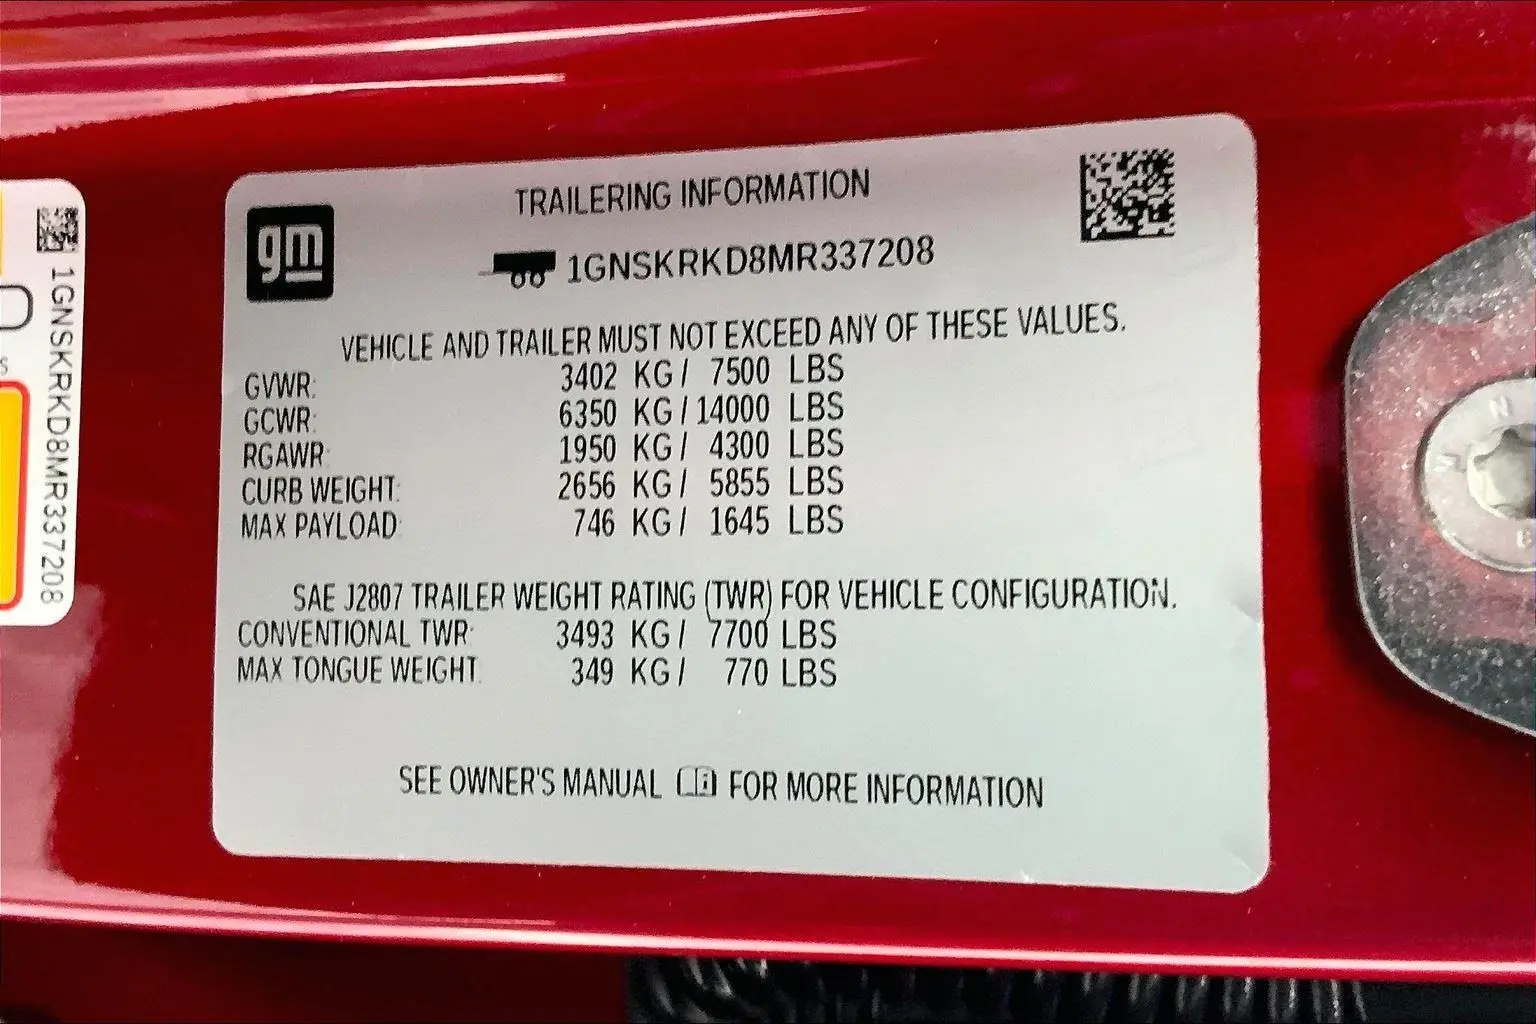 TRAILERING INFORMATION
gm
1GNSKRKD8MR337208
VEHICLE AND TRAILER MUST NOT EXCEED ANY OF THESE VALUES.
GVWR: 3402 KG / 7500 LBS
GCWR: 6350 KG / 14000 LBS
RGAWR: 1950 KG / 4300 LBS
CURB WEIGHT: 2656 KG / 5855 LBS
MAX PAYLOAD: 746 KG / 1645 LBS
SAE J2807 TRAILER WEIGHT RATING (TWR) FOR VEHICLE CONFIGURATION.
CONVENTIONAL TWR: 3493 KG / 7700 LBS
MAX TONGUE WEIGHT: 349 KG / 770 LBS
SEE OWNER'S MANUAL FOR MORE INFORMATION
1GNSKRKD8MR337208